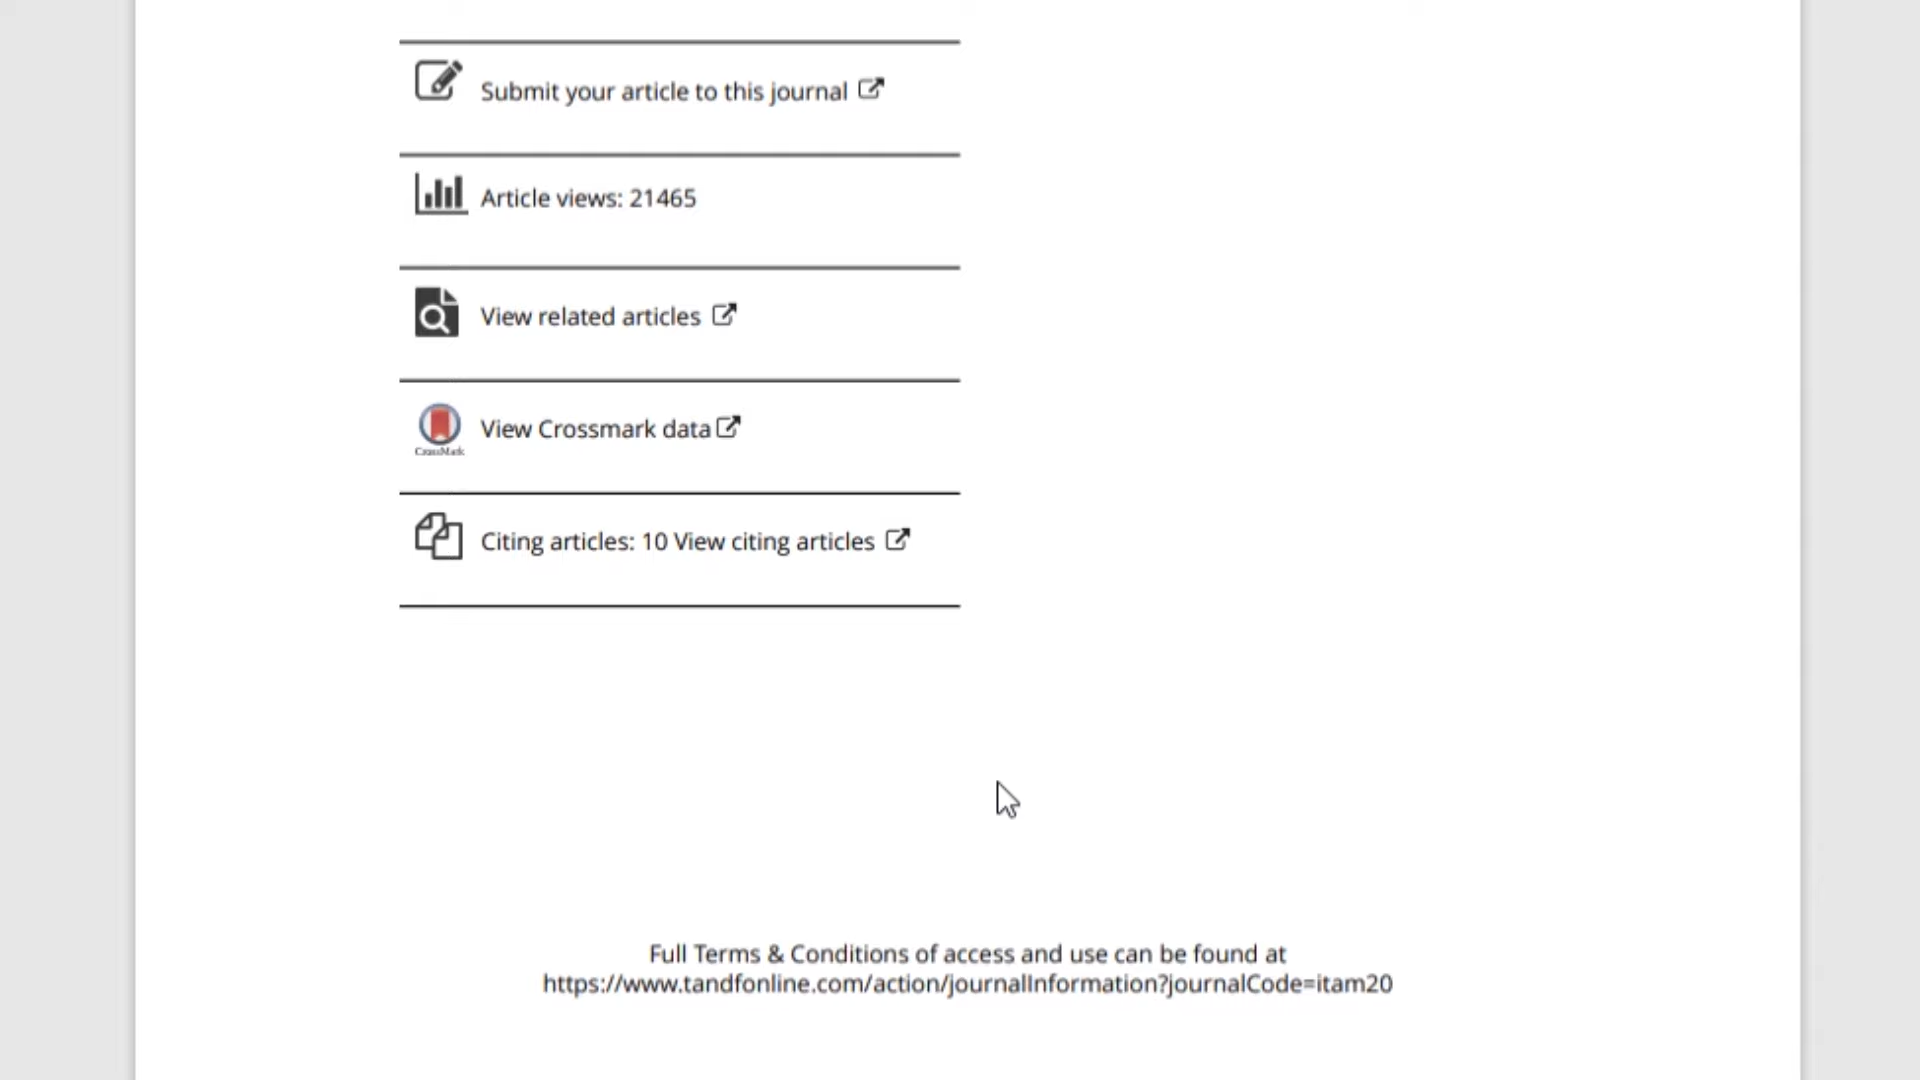 Submit your article to this journal
Article views: 21465
View related articles
View Crossmark data
CrossMark
Citing articles: 10 View citing articles
Full Terms & Conditions of access and use can be found at
https://www.tandfonline.com/action/journalInformation?journalCode=itam20